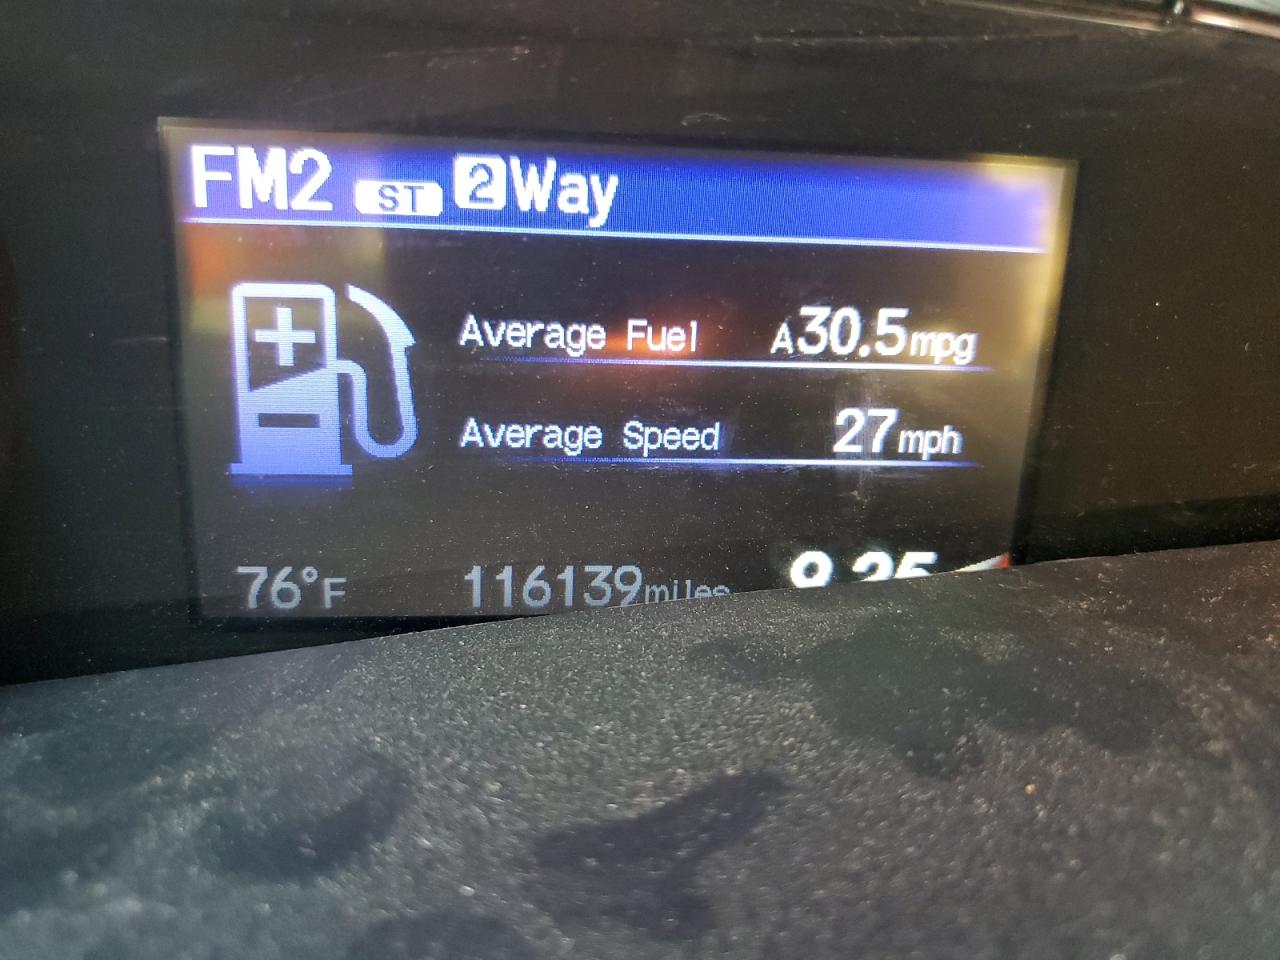 FM2 ST 2Way
Average Fuel A30.5mpg
Average Speed 27mph
76°F 116139miles